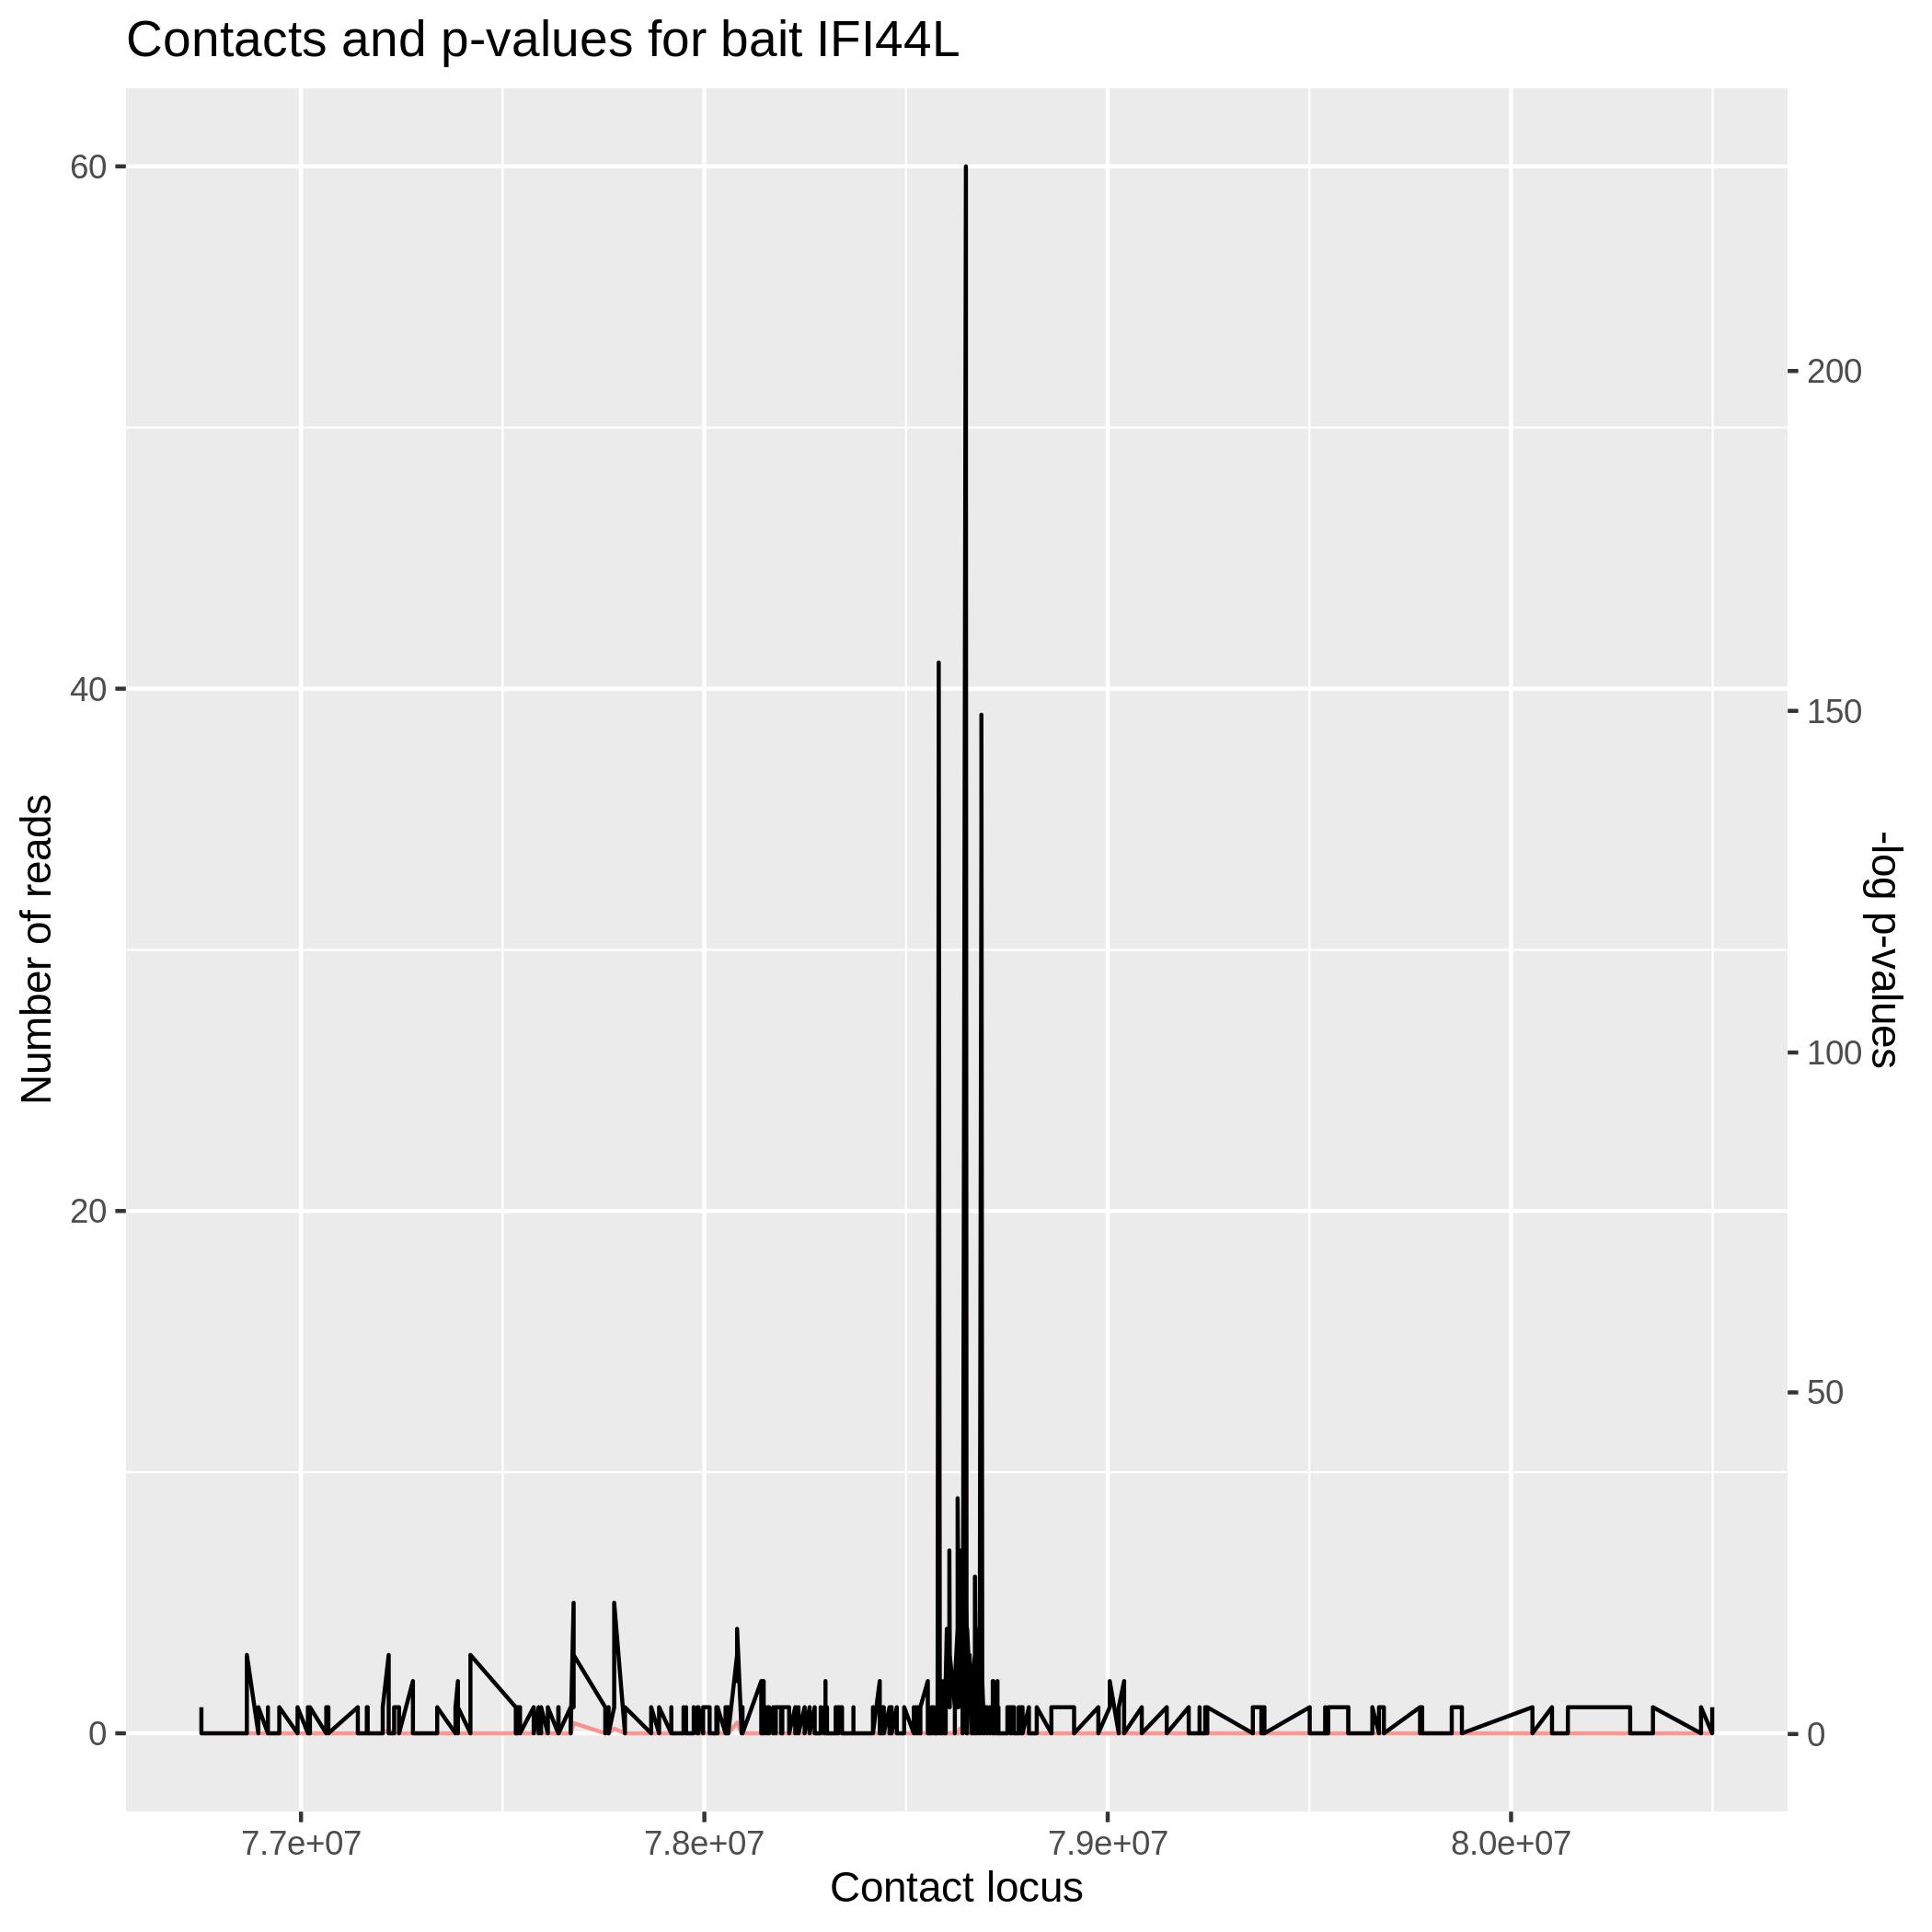 Contacts and p-values for bait IFI44L
60
40
20
0
Number of reads
200
150
100
50
0
-log p-values
7.7e+07
7.8e+07
7.9e+07
8.0e+07
Contact locus